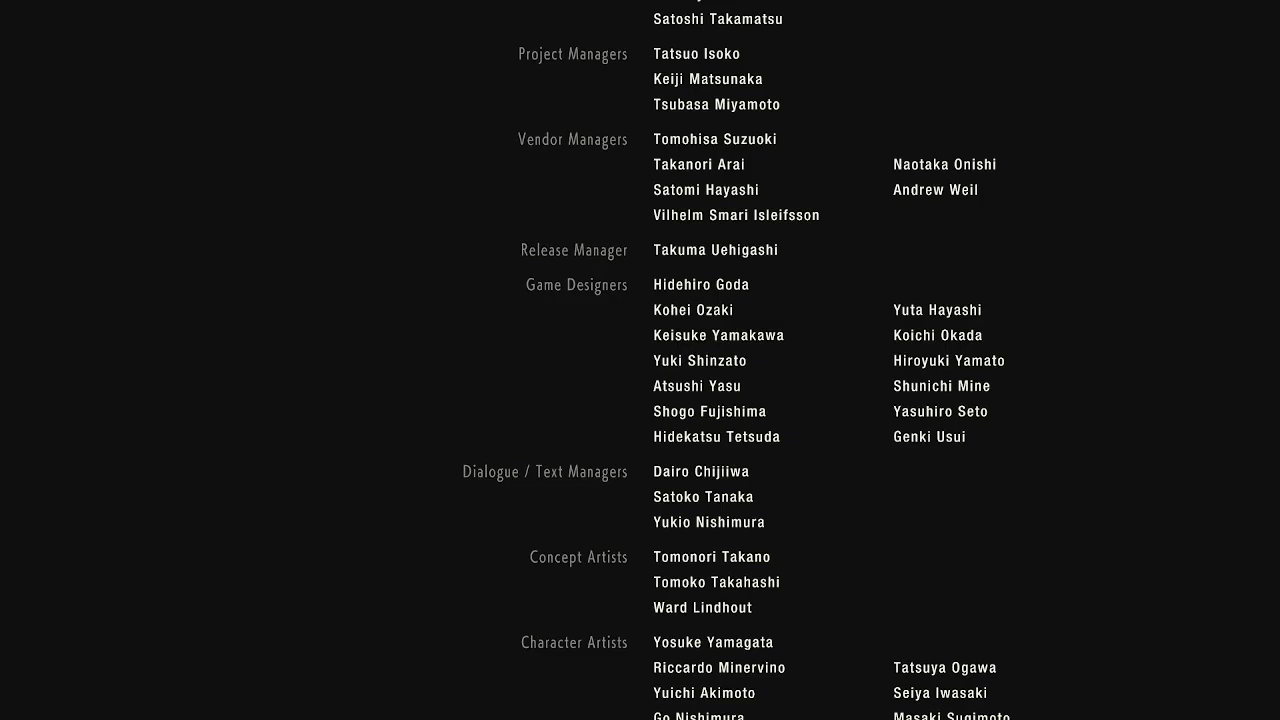 Satoshi Takamatsu
Project Managers Tatsuo Isoko
Keiji Matsunaka
Tsubasa Miyamoto
Vendor Managers Tomohisa Suzuoki
Takanori Arai Naotaka Onishi
Satomi Hayashi Andrew Weil
Vilhelm Smari Isleifsson
Release Manager Takuma Uehigashi
Game Designers Hidehiro Goda
Kohei Ozaki Yuta Hayashi
Keisuke Yamakawa Koichi Okada
Yuki Shinzato Hiroyuki Yamato
Atsushi Yasu Shunichi Mine
Shogo Fujishima Yasuhiro Seto
Hidekatsu Tetsuda Genki Usui
Dialogue / Text Managers Dairo Chijiiwa
Satoko Tanaka
Yukio Nishimura
Concept Artists Tomonori Takano
Tomoko Takahashi
Ward Lindhout
Character Artists Yosuke Yamagata
Riccardo Minervino Tatsuya Ogawa
Yuichi Akimoto Seiya Iwasaki
Go Nishimura Masaki Sugimoto